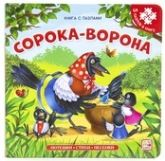 КНИГА С ПАЗЛАМИ
СОРОКА-ВОРОНА
ПОТЕШКИ • СТИХИ • ПЕСЕНКИ